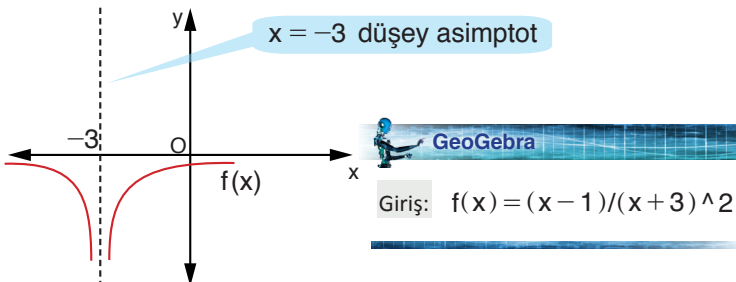 y
x = −3 düşey asimptot
−3
O
x
f(x)
GeoGebra
Giriş: f(x) = (x − 1)/(x + 3) ^ 2